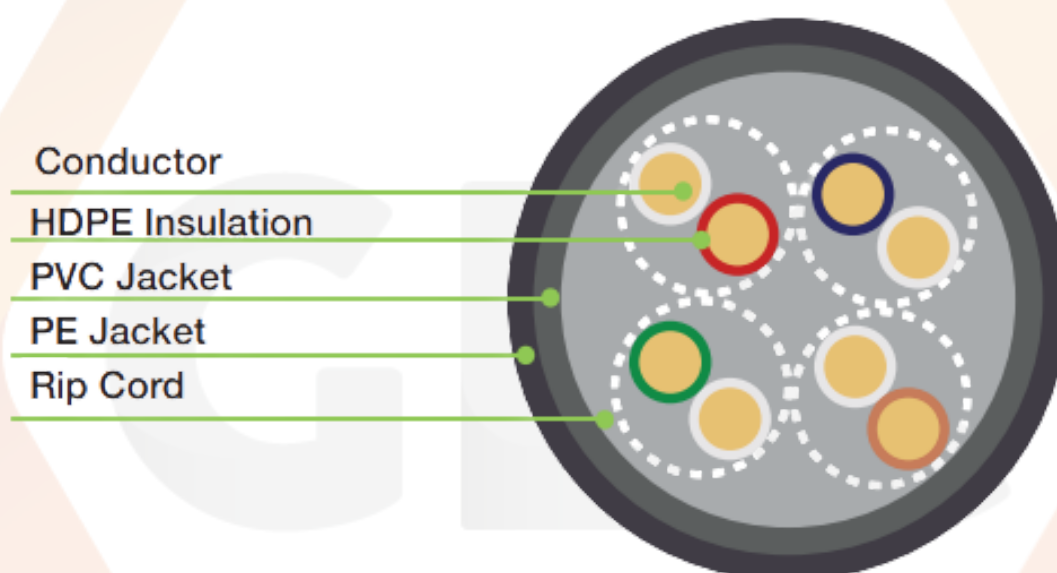 Conductor
HDPE Insulation
PVC Jacket
PE Jacket
Rip Cord